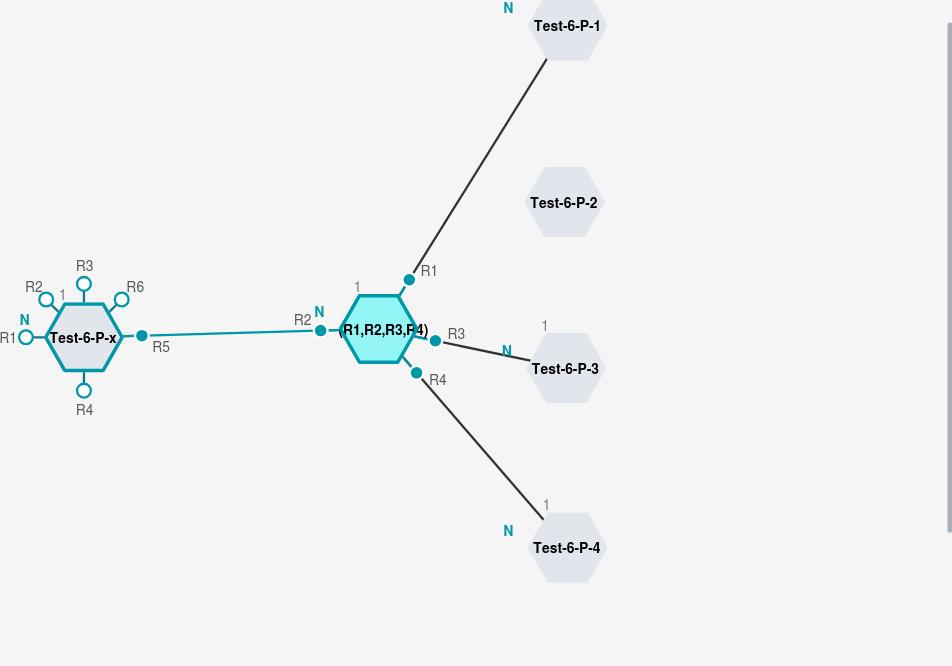 N
Test-6-P-1
Test-6-P-2
R3
R1
R2
1
R6
1
N
R2
N
(R1,R2,R3,R4)
R3
1
R1
Test-6-P-x
R5
N
Test-6-P-3
R4
R4
1
N
Test-6-P-4